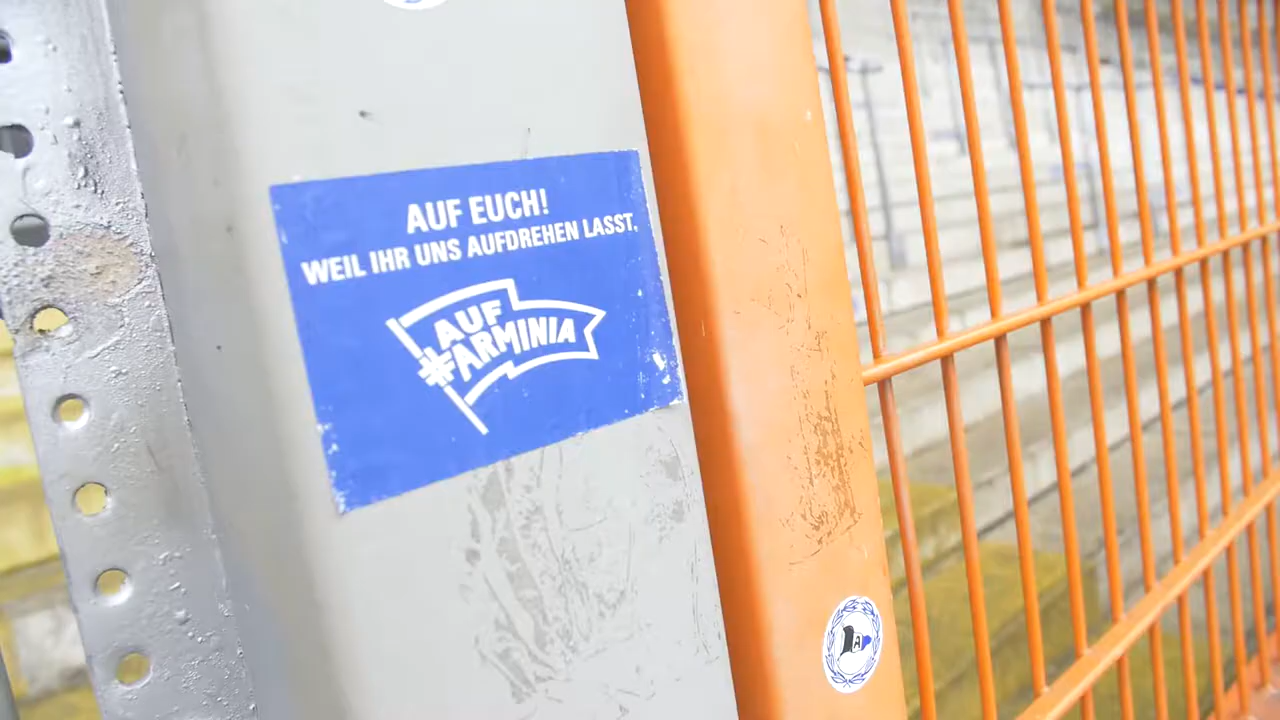 AUF EUCH!
WEIL IHR UNS AUFDREHEN LASST.
AUF
#ARMINIA
A